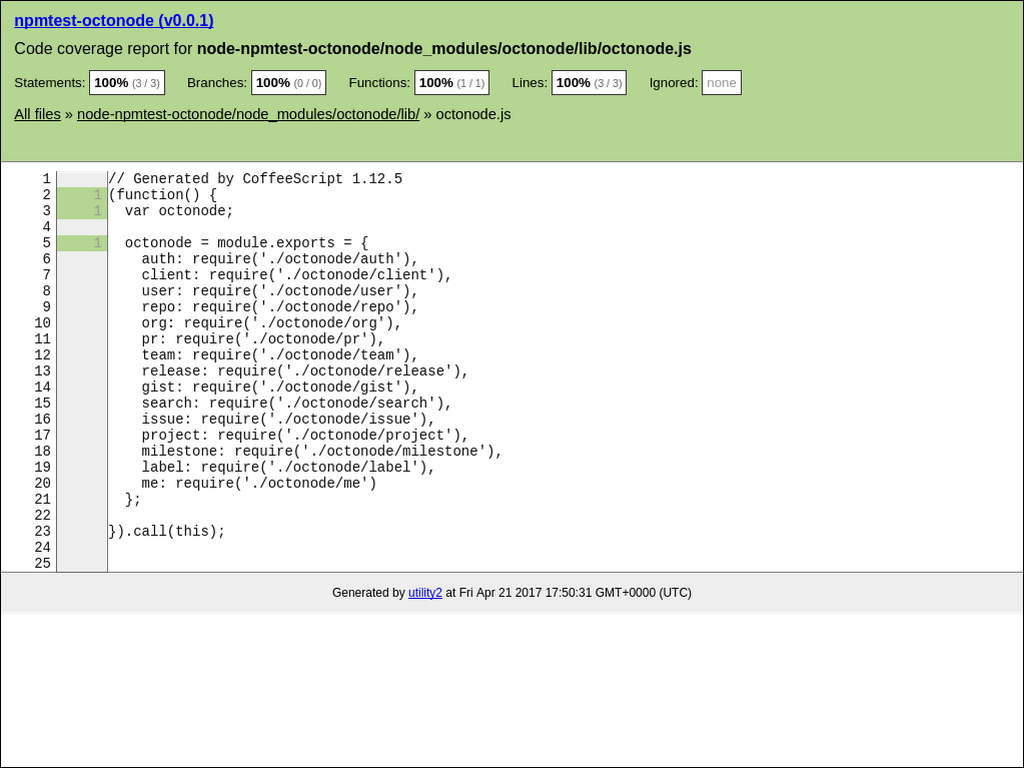 npmtest-octonode (v0.0.1)
Code coverage report for node-npmtest-octonode/node_modules/octonode/lib/octonode.js
Statements: 100% (3 / 3) Branches: 100% (0 / 0) Functions: 100% (1 / 1) Lines: 100% (3 / 3) Ignored: none
All files » node-npmtest-octonode/node_modules/octonode/lib/ » octonode.js
1 // Generated by CoffeeScript 1.12.5
2 1 (function() {
3 1   var octonode;
4
5 1   octonode = module.exports = {
6     auth: require('./octonode/auth'),
7     client: require('./octonode/client'),
8     user: require('./octonode/user'),
9     repo: require('./octonode/repo'),
10     org: require('./octonode/org'),
11     pr: require('./octonode/pr'),
12     team: require('./octonode/team'),
13     release: require('./octonode/release'),
14     gist: require('./octonode/gist'),
15     search: require('./octonode/search'),
16     issue: require('./octonode/issue'),
17     project: require('./octonode/project'),
18     milestone: require('./octonode/milestone'),
19     label: require('./octonode/label'),
20     me: require('./octonode/me')
21   };
22
23 }).call(this);
24
25
Generated by utility2 at Fri Apr 21 2017 17:50:31 GMT+0000 (UTC)